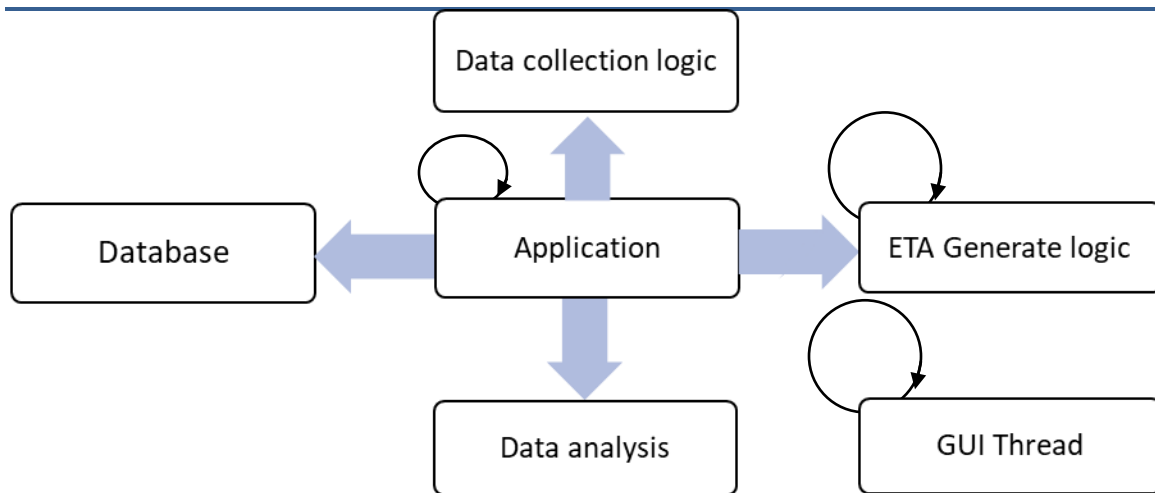 Data collection logic
Database
Application
ETA Generate logic
Data analysis
GUI Thread